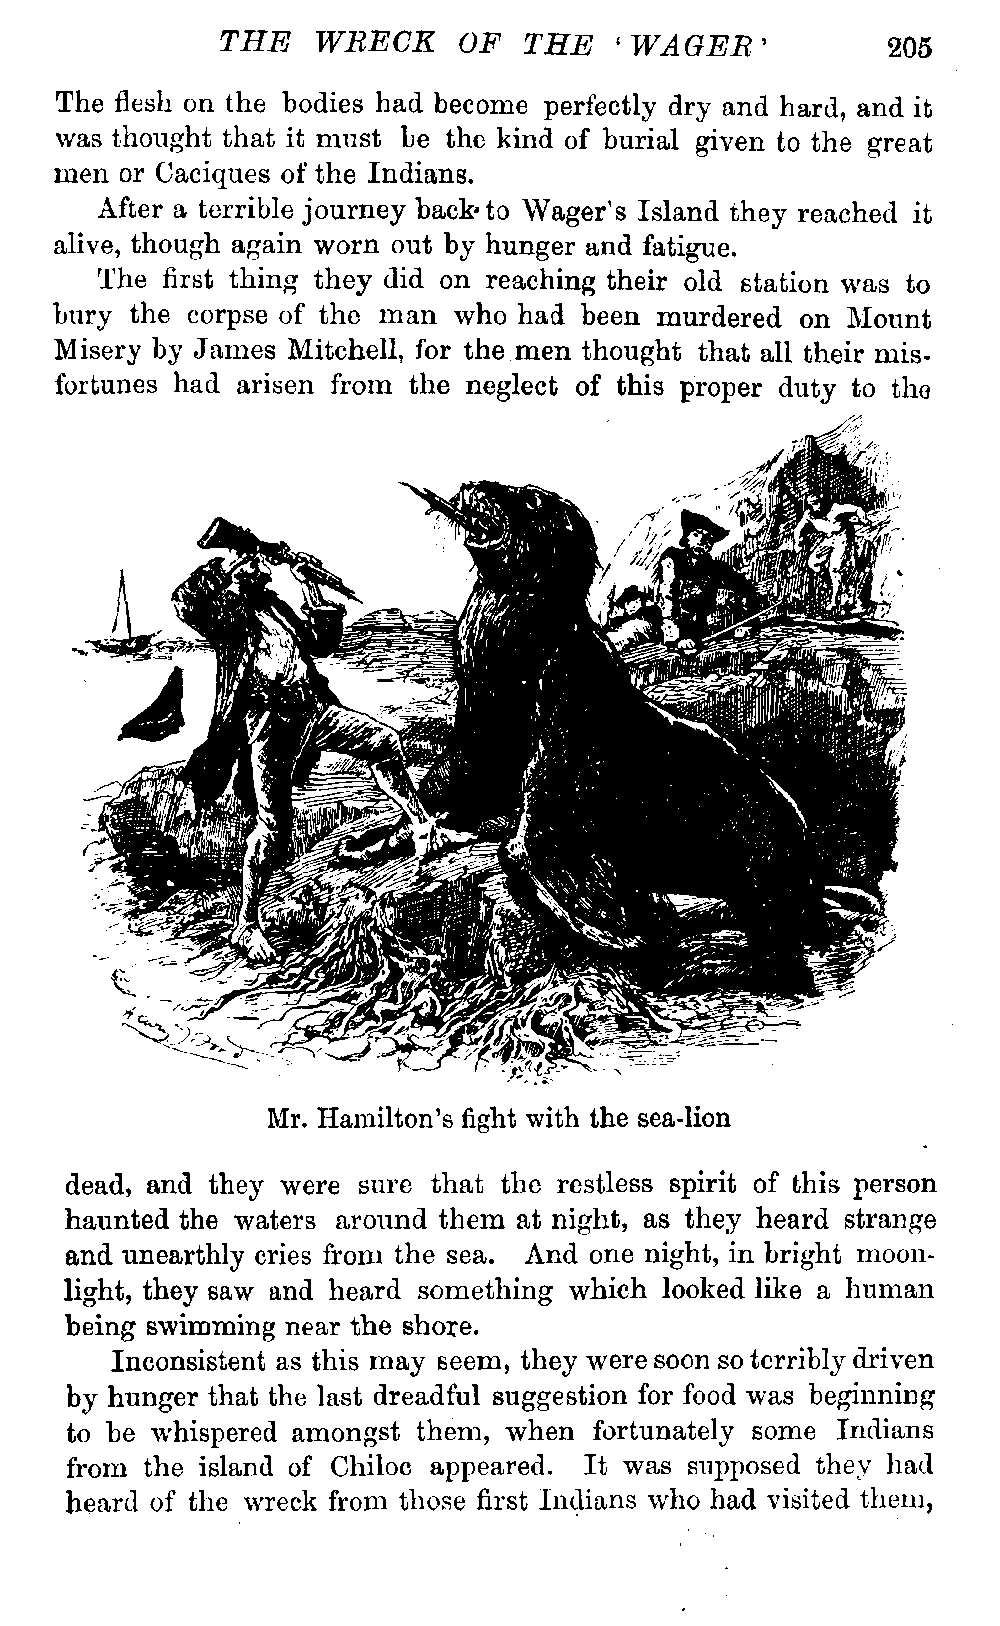 THE WRECK OF THE 'WAGER' 205
The flesh on the bodies had become perfectly dry and hard, and it
was thought that it must be the kind of burial given to the great
men or Caciques of the Indians.
After a terrible journey back to Wager's Island they reached it
alive, though again worn out by hunger and fatigue.
The first thing they did on reaching their old station was to
bury the corpse of the man who had been murdered on Mount
Misery by James Mitchell, for the men thought that all their mis-
fortunes had arisen from the neglect of this proper duty to the
Mr. Hamilton's fight with the sea-lion
dead, and they were sure that the restless spirit of this person
haunted the waters around them at night, as they heard strange
and unearthly cries from the sea. And one night, in bright moon-
light, they saw and heard something which looked like a human
being swimming near the shore.
Inconsistent as this may seem, they were soon so terribly driven
by hunger that the last dreadful suggestion for food was beginning
to be whispered amongst them, when fortunately some Indians
from the island of Chiloe appeared. It was supposed they had
heard of the wreck from those first Indians who had visited them,